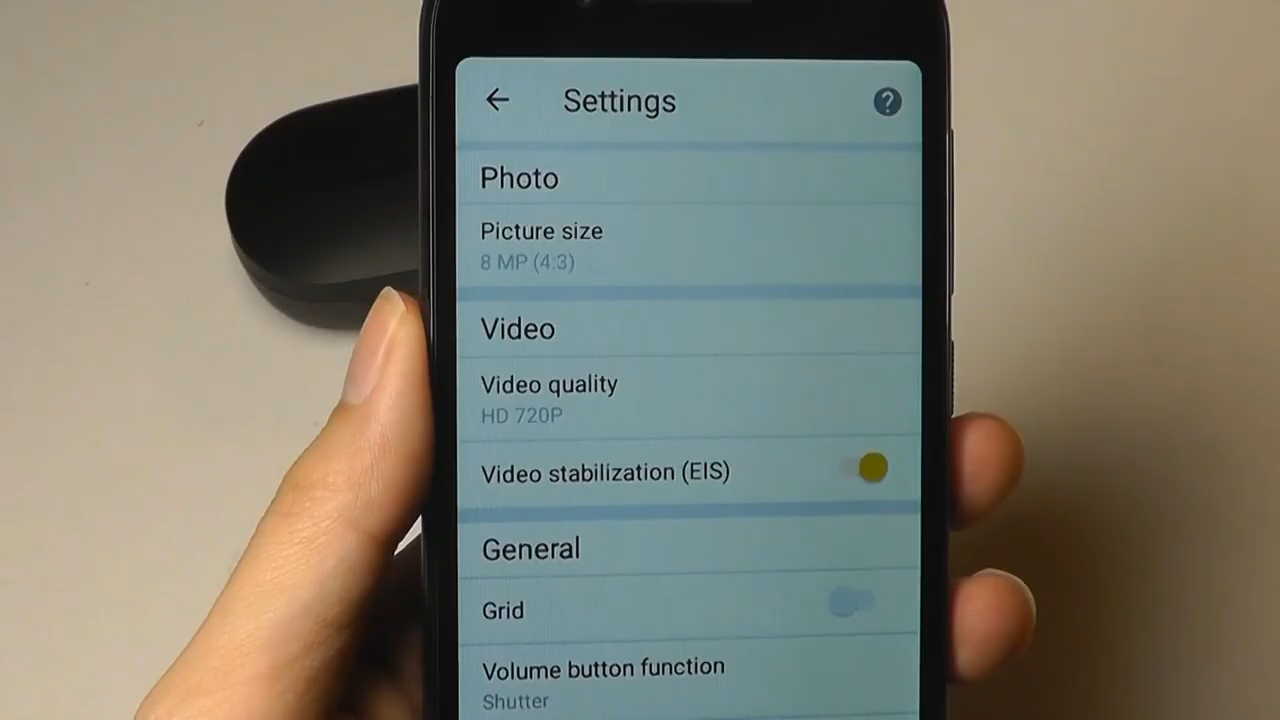 Settings
?
Photo
Picture size
8 MP (4:3)
Video
Video quality
HD 720P
Video stabilization (EIS)
General
Grid
Volume button function
Shutter